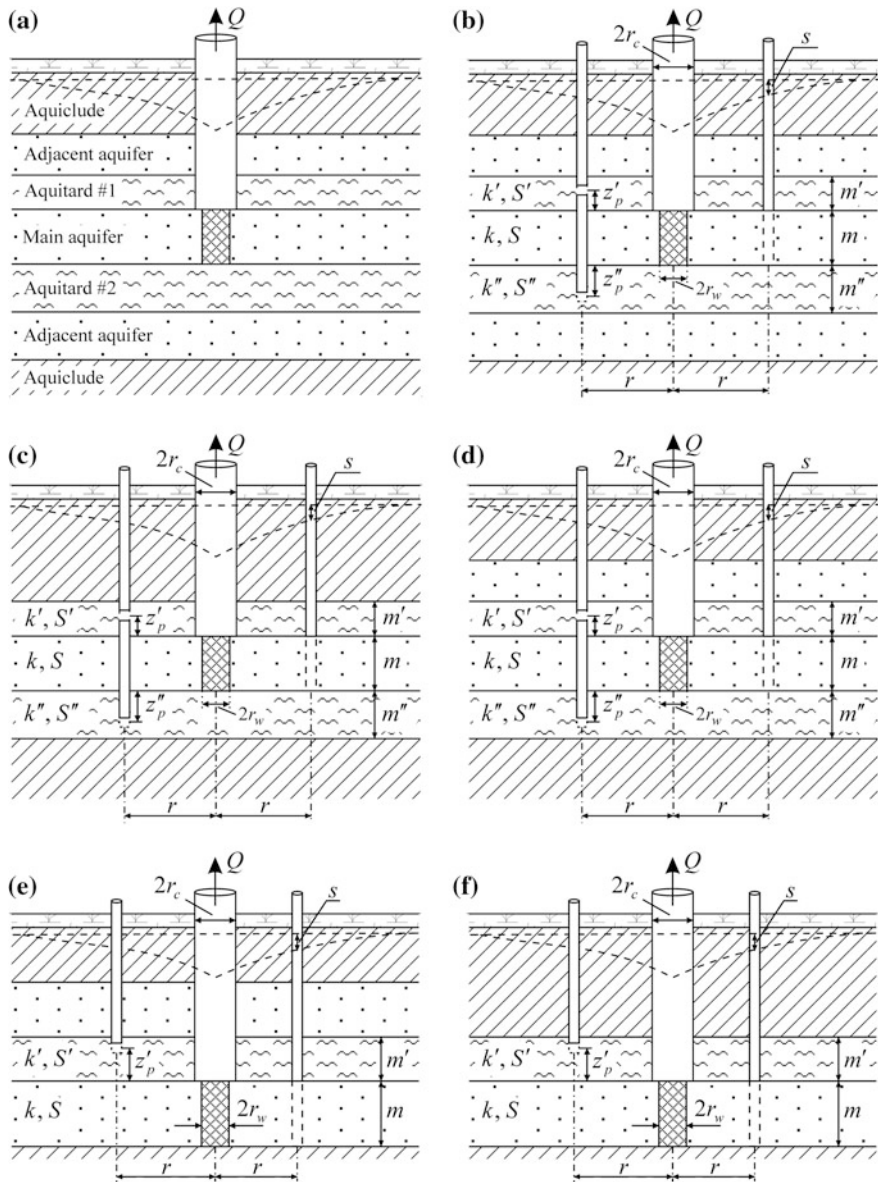 (a)
Q
Aquiclude
Adjacent aquifer
Aquitard #1
Main aquifer
Aquitard #2
Adjacent aquifer
Aquiclude
(b)
Q
2r_c
s
k′, S′
z′_p
m′
k, S
m
k″, S″
z″_p
2r_w
m″
r
r
(c)
Q
2r_c
s
k′, S′
z′_p
m′
k, S
m
k″, S″
z″_p
2r_w
m″
r
r
(d)
Q
2r_c
s
k′, S′
z′_p
m′
k, S
m
k″, S″
z″_p
2r_w
m″
r
r
(e)
Q
2r_c
s
k′, S′
z′_p
m′
k, S
2r_w
m
r
r
(f)
Q
2r_c
s
k′, S′
z′_p
m′
k, S
2r_w
m
r
r